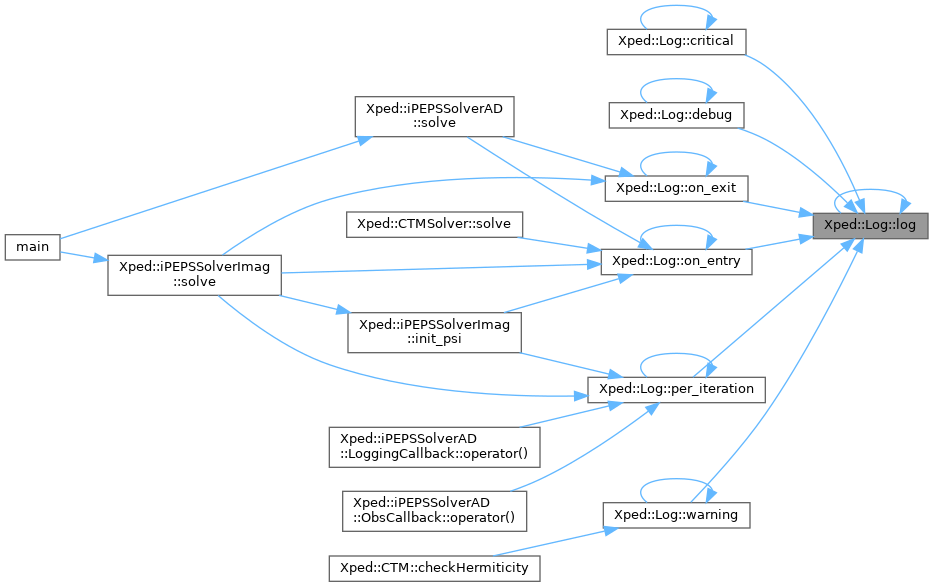 Xped::Log::critical
Xped::Log::debug
Xped::iPEPSSolverAD
::solve
Xped::Log::on_exit
Xped::CTMSolver::solve
Xped::Log::log
main
Xped::iPEPSSolverImag
::solve
Xped::Log::on_entry
Xped::iPEPSSolverImag
::init_psi
Xped::Log::per_iteration
Xped::iPEPSSolverAD
::LoggingCallback::operator()
Xped::iPEPSSolverAD
::ObsCallback::operator()
Xped::Log::warning
Xped::CTM::checkHermiticity